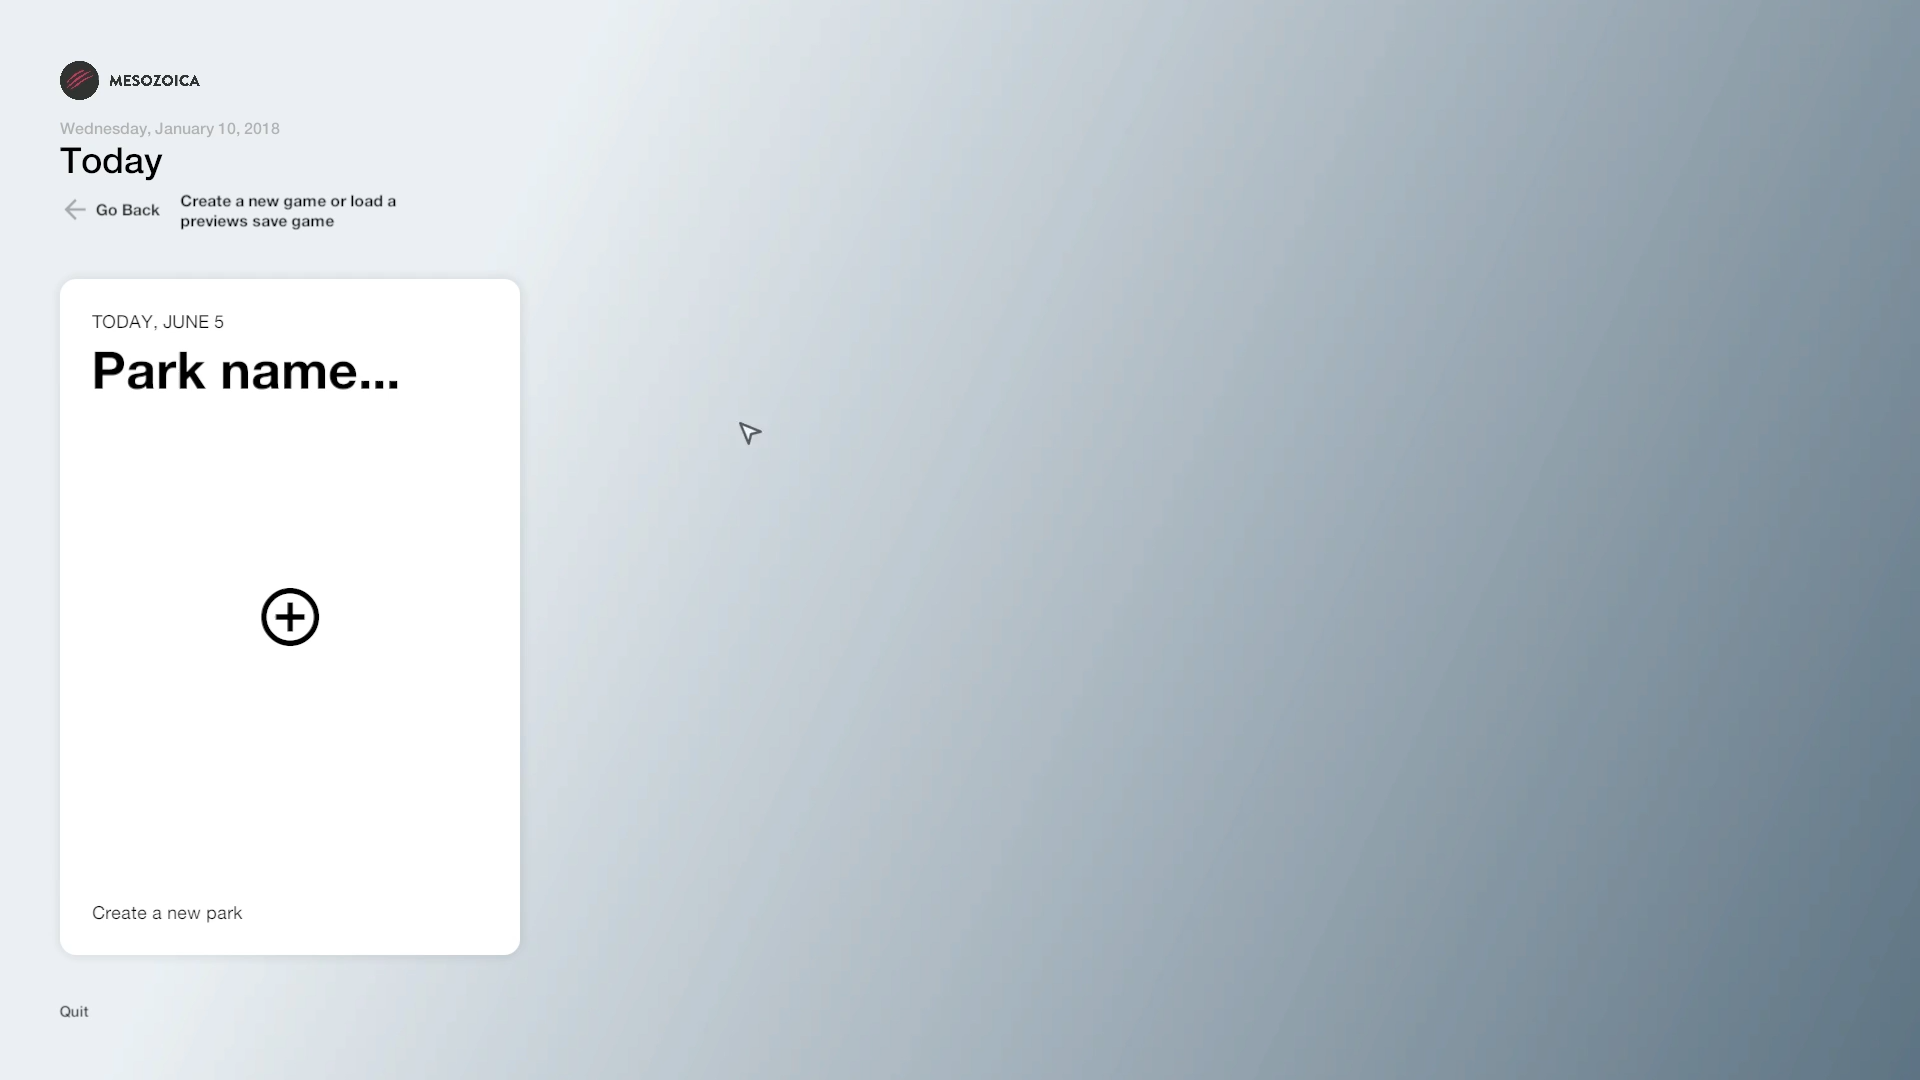 MESOZOICA
Wednesday, January 10, 2018
Today
Go Back
Create a new game or load a
previews save game
TODAY, JUNE 5
Park name...
Create a new park
Quit